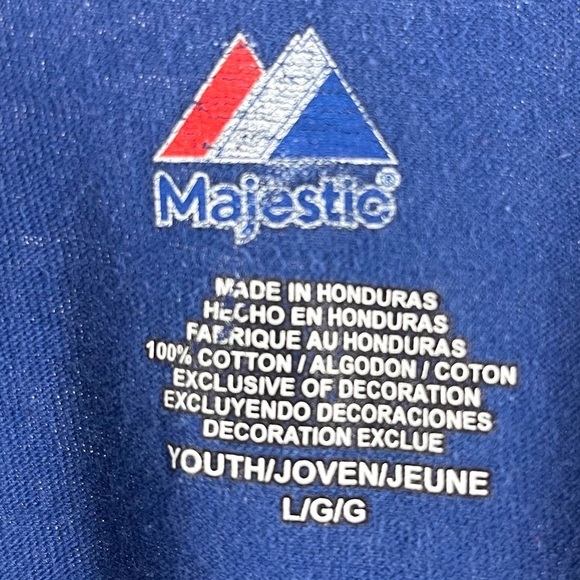 Majestic®
MADE IN HONDURAS
HECHO EN HONDURAS
FABRIQUE AU HONDURAS
100% COTTON / ALGODON / COTON
EXCLUSIVE OF DECORATION
EXCLUYENDO DECORACIONES
DECORATION EXCLUE
YOUTH/JOVEN/JEUNE
L/G/G